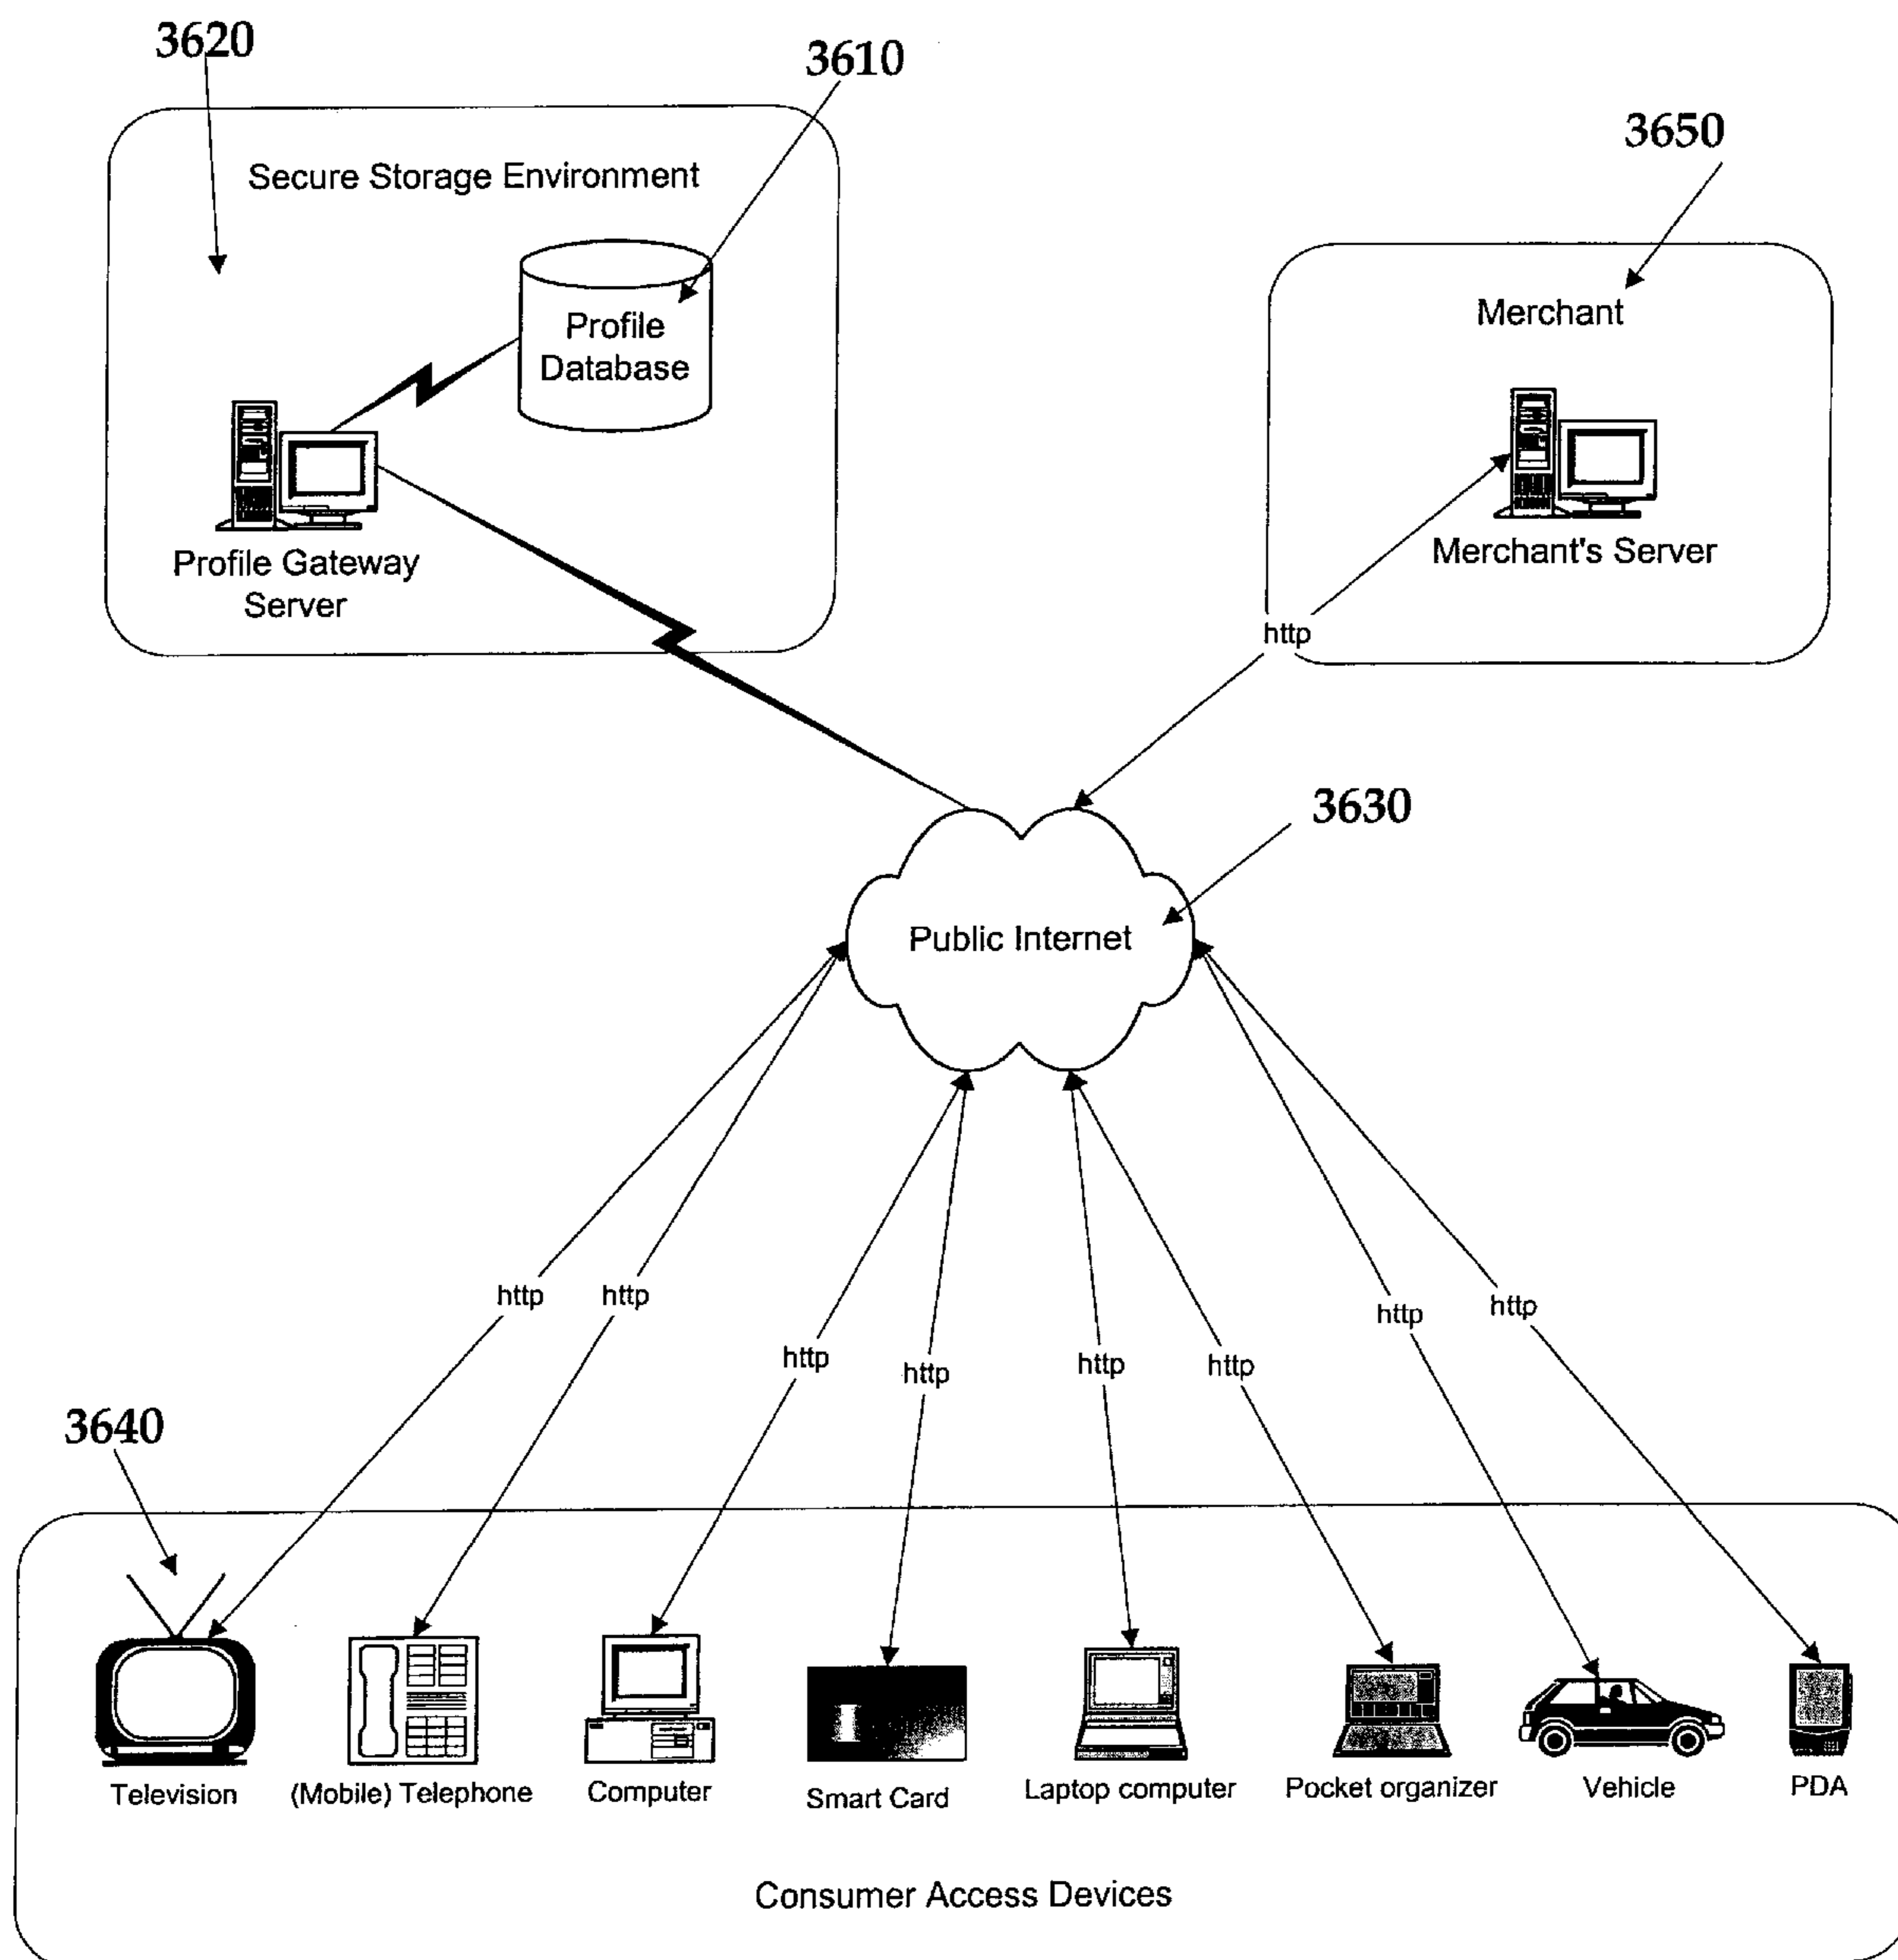 3620
3610
3650
Secure Storage Environment
Profile
Database
Merchant
Profile Gateway
Server
Merchant's Server
http
3630
Public Internet
http
http
http
http
http
http
http
http
3640
Television
(Mobile) Telephone
Computer
Smart Card
Laptop computer
Pocket organizer
Vehicle
PDA
Consumer Access Devices